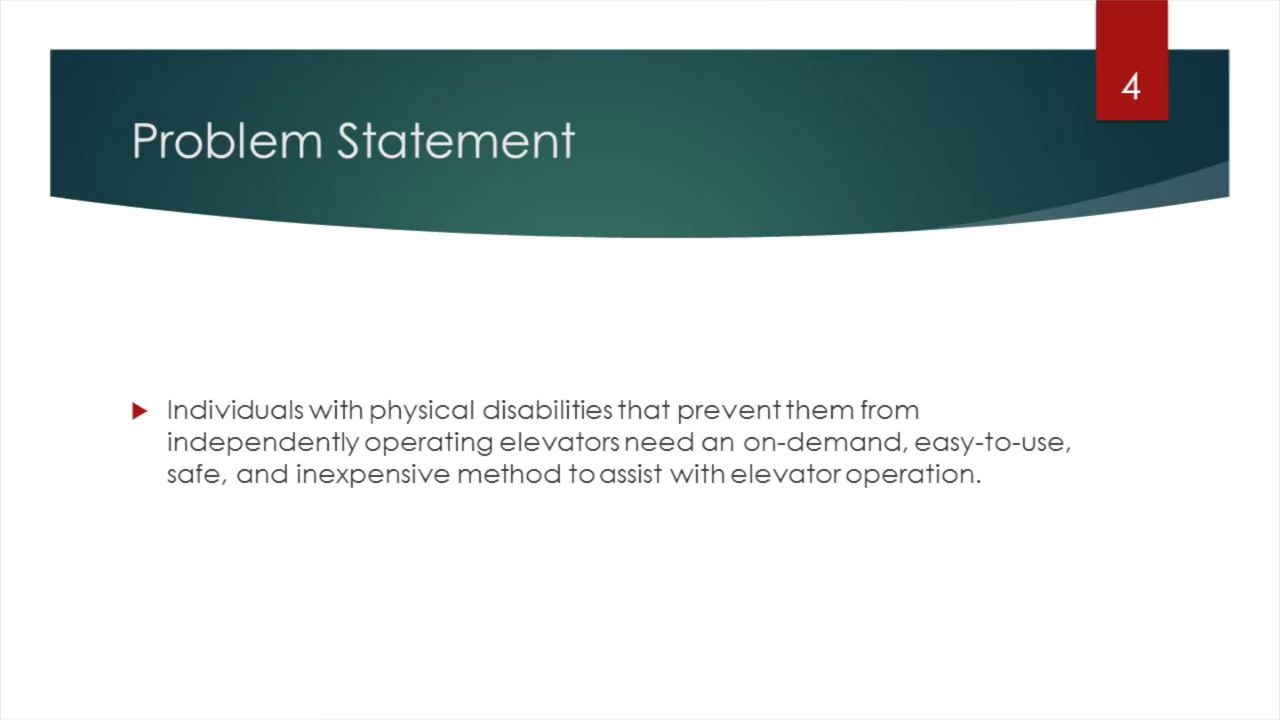 4
Problem Statement
Individuals with physical disabilities that prevent them from
independently operating elevators need an on-demand, easy-to-use,
safe, and inexpensive method to assist with elevator operation.